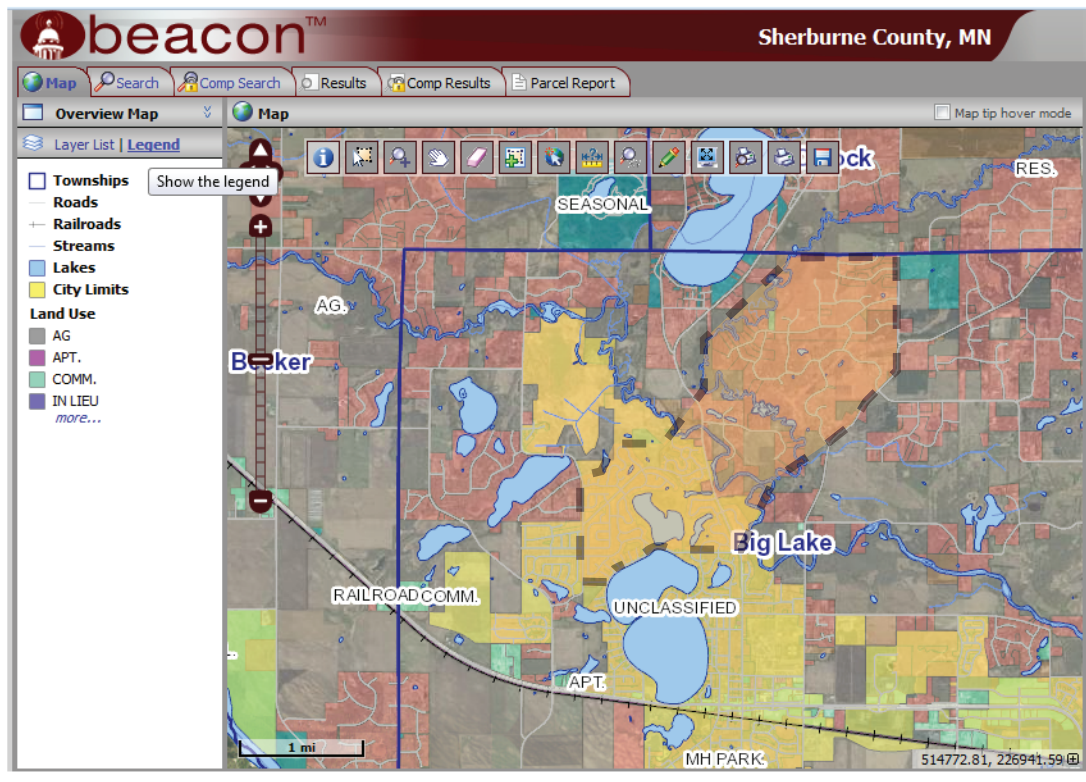 beacon™
Sherburne County, MN
Map
Search
Comp Search
Results
Comp Results
Parcel Report
Overview Map
Map
Map tip hover mode
Layer List | Legend
Show the legend
Townships
Roads
Railroads
Streams
Lakes
City Limits
Land Use
AG
APT.
COMM.
IN LIEU
more...
ock
RES.
SEASONAL
AG.
Becker
Big Lake
RAILROAD COMM.
UNCLASSIFIED
APT.
MH PARK.
1 mi
514772.81, 226941.59